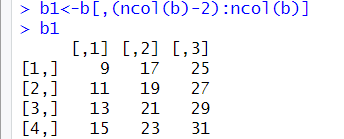 > b1<-b[,(ncol(b)-2):ncol(b)]
> b1
     [,1] [,2] [,3]
[1,]    9   17   25
[2,]   11   19   27
[3,]   13   21   29
[4,]   15   23   31